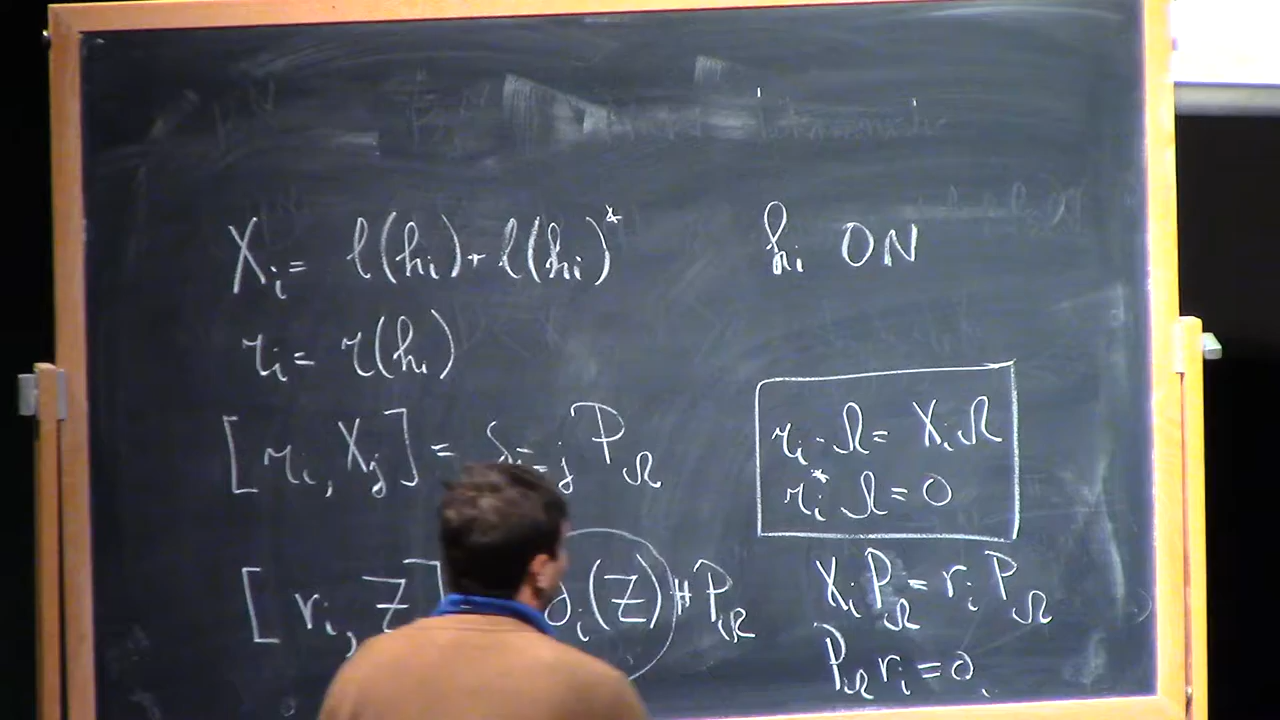 X_i = l(h_i) + l(h_i)^*
h_i ON
r_i = r(h_i)
[r_i, X_j] = δ_{i=j} P_Ω
r_i · Ω = X_i Ω
r_i^* Ω = 0
[r_i, Z] ∂_i(Z) # P_Ω
X_i P_Ω = r_i P_Ω
P_Ω r_i = 0.